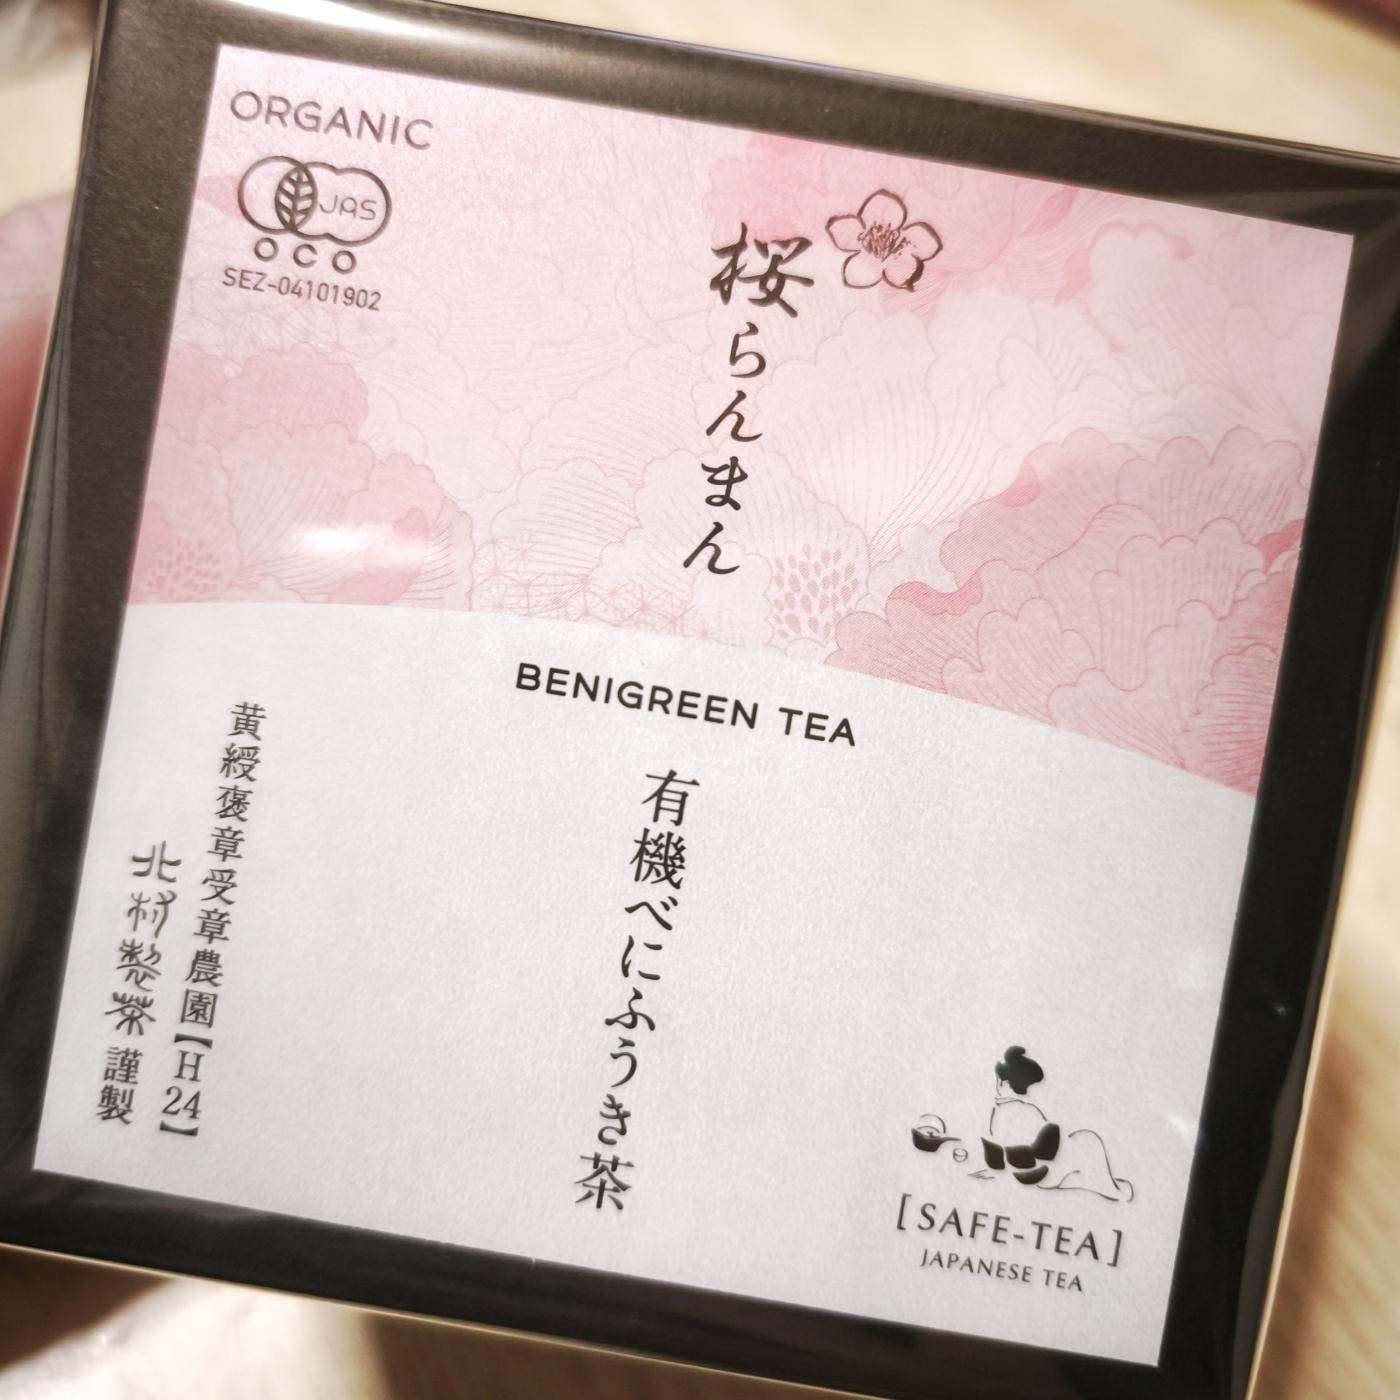 ORGANIC
JAS
OCO
SEZ-04101902
桜らんまん
BENIGREEN TEA
有機べにふうき茶
黄綬褒章受章農園【H24】
北村製茶謹製
[SAFE-TEA]
JAPANESE TEA